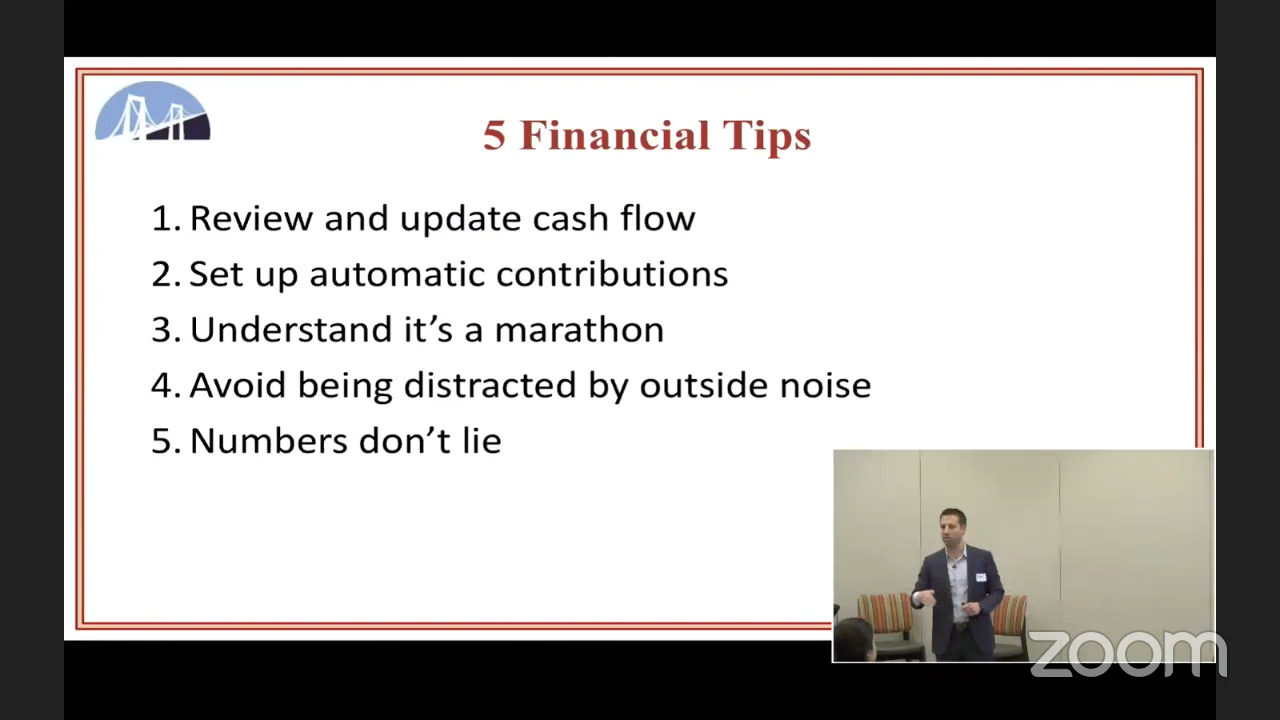 5 Financial Tips
1. Review and update cash flow
2. Set up automatic contributions
3. Understand it’s a marathon
4. Avoid being distracted by outside noise
5. Numbers don’t lie
zoom